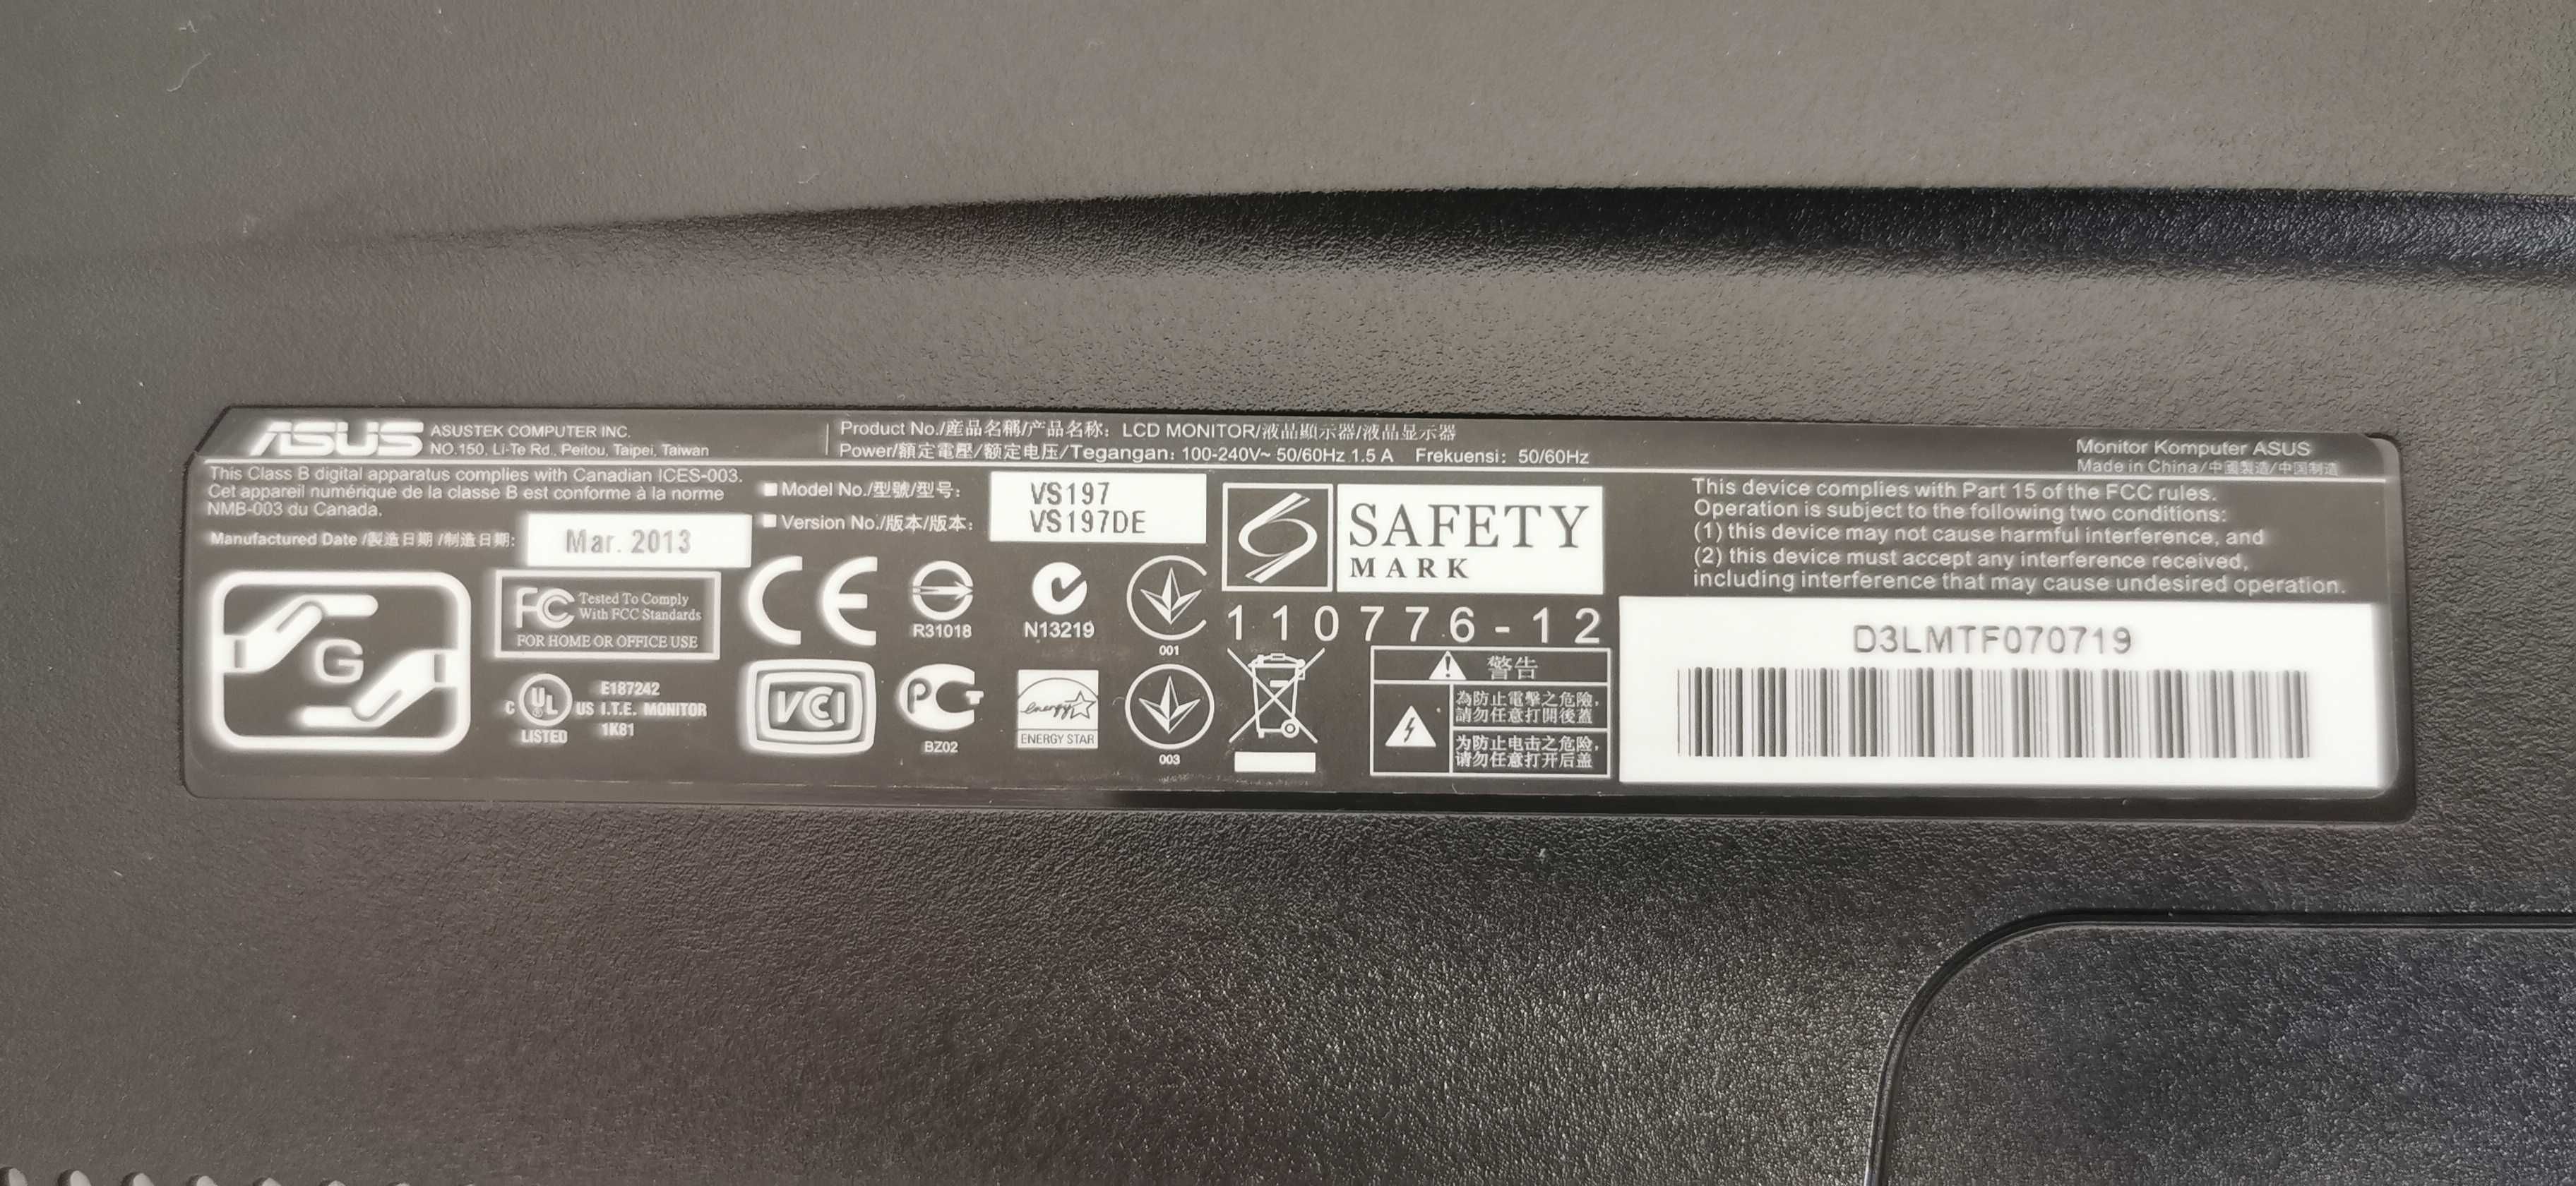 ASUS
ASUSTEK COMPUTER INC.
NO.150, Li-Te Rd., Peitou, Taipei, Taiwan
Product No./産品名稱/产品名称: LCD MONITOR/液晶顯示器/液晶显示器
Power/額定電壓/额定电压/Tegangan: 100-240V~ 50/60Hz 1.5 A Frekuensi: 50/60Hz
Monitor Komputer ASUS
Made in China/中國製造/中国制造
This Class B digital apparatus complies with Canadian ICES-003.
Cet appareil numérique de la classe B est conforme à la norme
NMB-003 du Canada.
Manufactured Date /製造日期 /制造日期:
Mar. 2013
Model No./型號/型号:
VS197
Version No./版本/版本:
VS197DE
SAFETY
MARK
110776-12
This device complies with Part 15 of the FCC rules.
Operation is subject to the following two conditions:
(1) this device may not cause harmful interference, and
(2) this device must accept any interference received,
including interference that may cause undesired operation.
G
FC
Tested To Comply
With FCC Standards
FOR HOME OR OFFICE USE
CE
R31018
N13219
001
C UL US
LISTED
E187242
I.T.E. MONITOR
1K81
VCI
PCT
BZ02
energy
ENERGY STAR
003
警告
為防止電擊之危險,
請勿任意打開後蓋
为防止电击之危险,
请勿任意打开后盖
D3LMTF070719